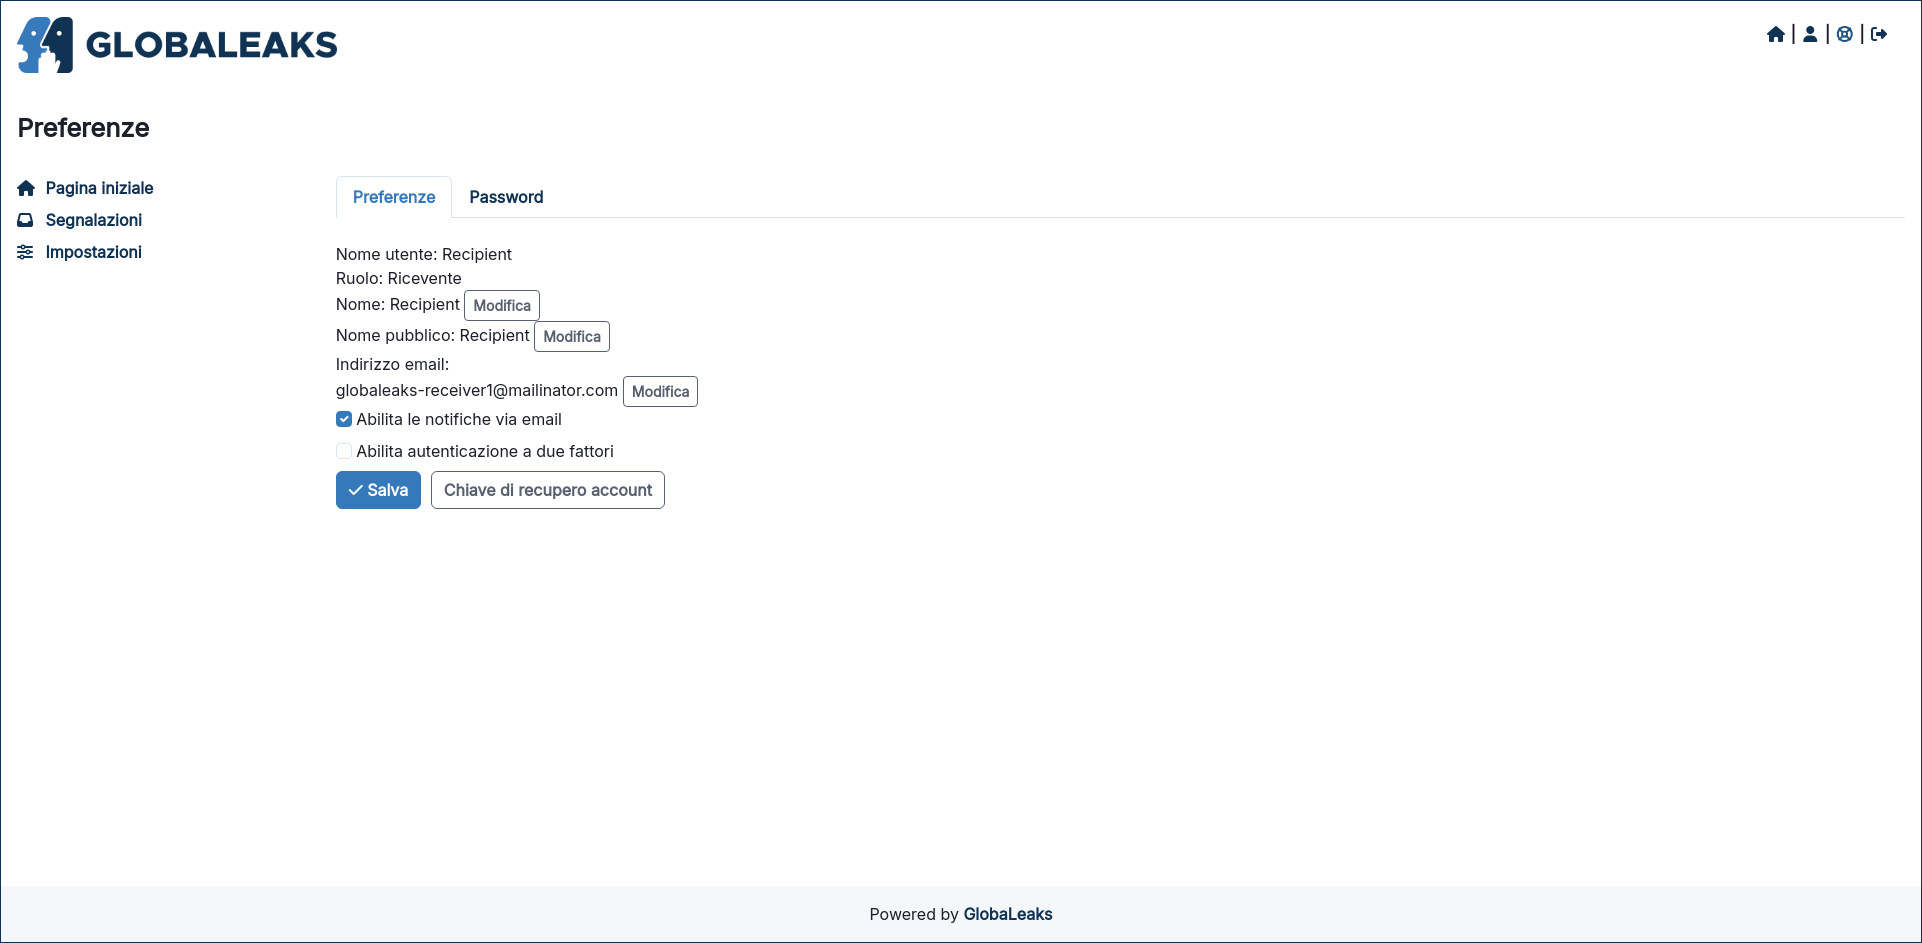 GLOBALEAKS
Preferenze
Pagina iniziale
Segnalazioni
Impostazioni
Preferenze
Password
Nome utente: Recipient
Ruolo: Ricevente
Nome: Recipient Modifica
Nome pubblico: Recipient Modifica
Indirizzo email:
globaleaks-receiver1@mailinator.com Modifica
Abilita le notifiche via email
Abilita autenticazione a due fattori
Salva Chiave di recupero account
Powered by GlobaLeaks